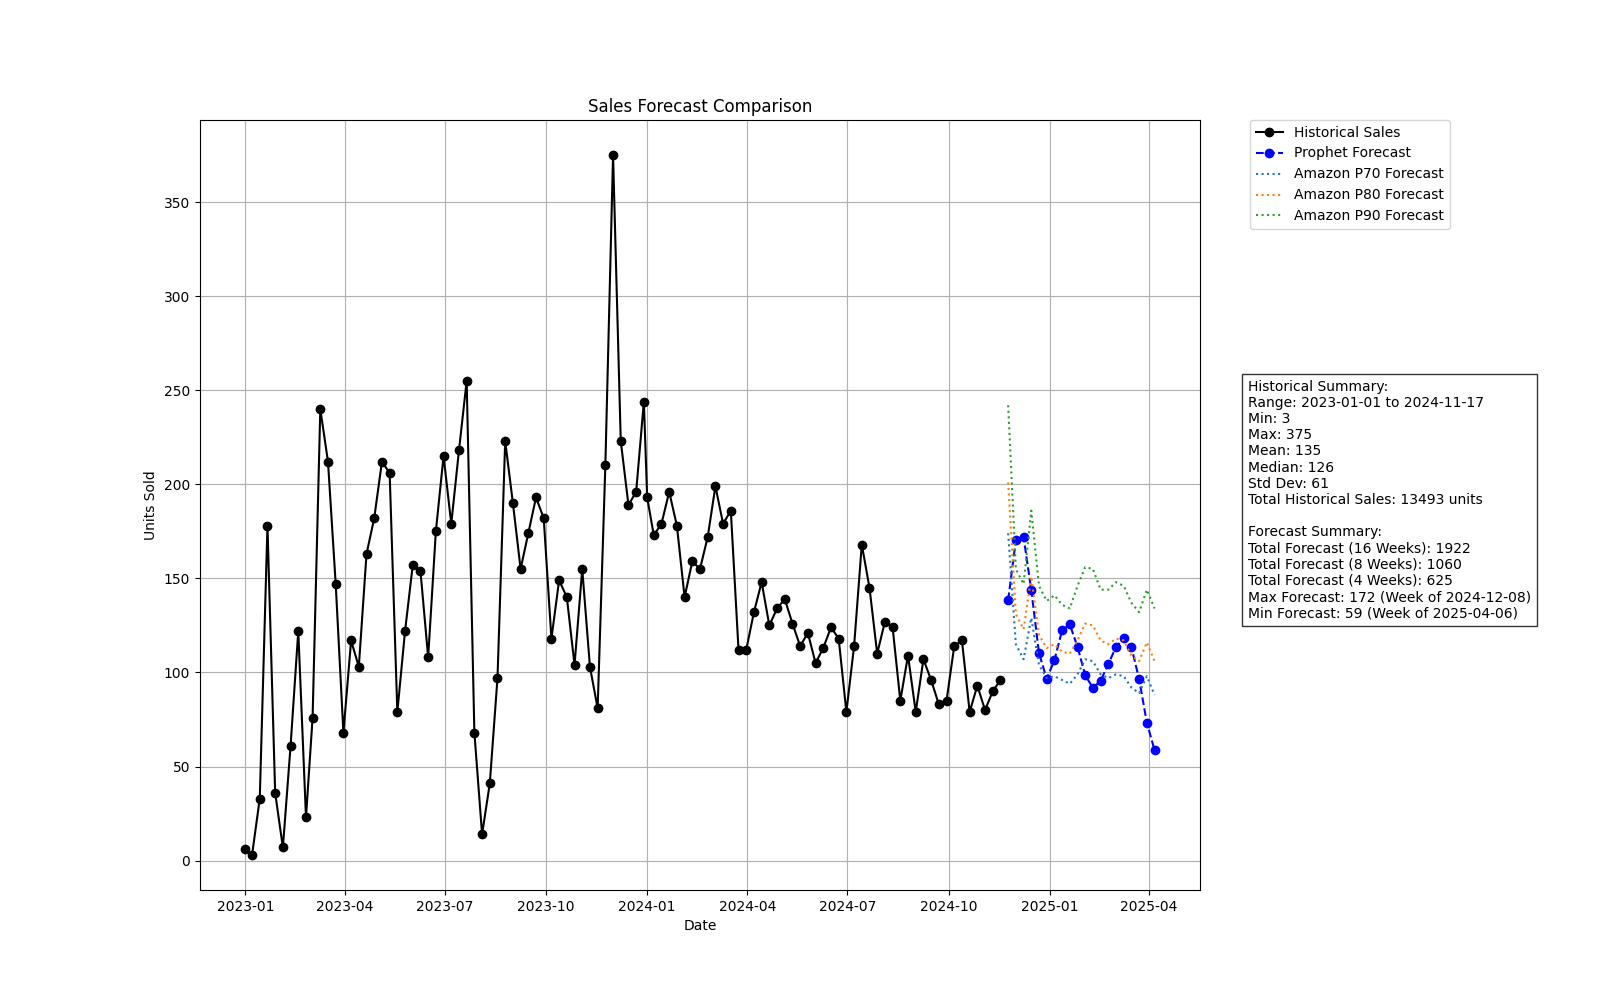 Sales Forecast Comparison
Historical Sales
Prophet Forecast
Amazon P70 Forecast
Amazon P80 Forecast
Amazon P90 Forecast
350
300
250
200
150
100
50
0
Units Sold
2023-01
2023-04
2023-07
2023-10
2024-01
2024-04
2024-07
2024-10
2025-01
2025-04
Date
Historical Summary:
Range: 2023-01-01 to 2024-11-17
Min: 3
Max: 375
Mean: 135
Median: 126
Std Dev: 61
Total Historical Sales: 13493 units
Forecast Summary:
Total Forecast (16 Weeks): 1922
Total Forecast (8 Weeks): 1060
Total Forecast (4 Weeks): 625
Max Forecast: 172 (Week of 2024-12-08)
Min Forecast: 59 (Week of 2025-04-06)